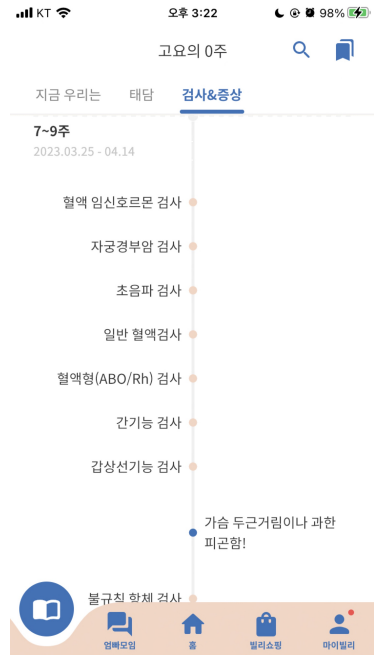 KT 오후 3:22 98%
고요의 0주
지금 우리는 태담 검사&증상
7~9주
2023.03.25 - 04.14
혈액 임신호르몬 검사
자궁경부암 검사
초음파 검사
일반 혈액검사
혈액형(ABO/Rh) 검사
간기능 검사
갑상선기능 검사
가슴 두근거림이나 과한
피곤함!
불규칙 항체 검사
엄빠모임 홈 빌리쇼핑 마이빌리